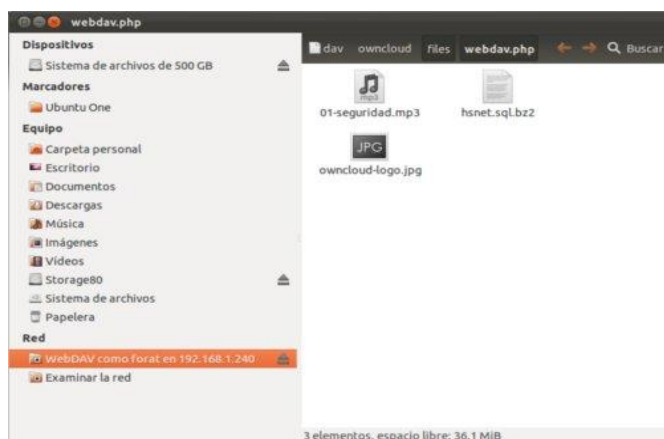 webdav.php
Dispositivos
Sistema de archivos de 500 GB
Marcadores
Ubuntu One
Equipo
Carpeta personal
Escritorio
Documentos
Descargas
Música
Imágenes
Vídeos
Storage80
Sistema de archivos
Papelera
Red
WebDAV como forat en 192.168.1.240
Examinar la red
dav owncloud files webdav.php Buscar
mp3
01-seguridad.mp3 hsnet.sql.bz2
JPG
owncloud-logo.jpg
3 elementos, espacio libre: 36,1 MiB